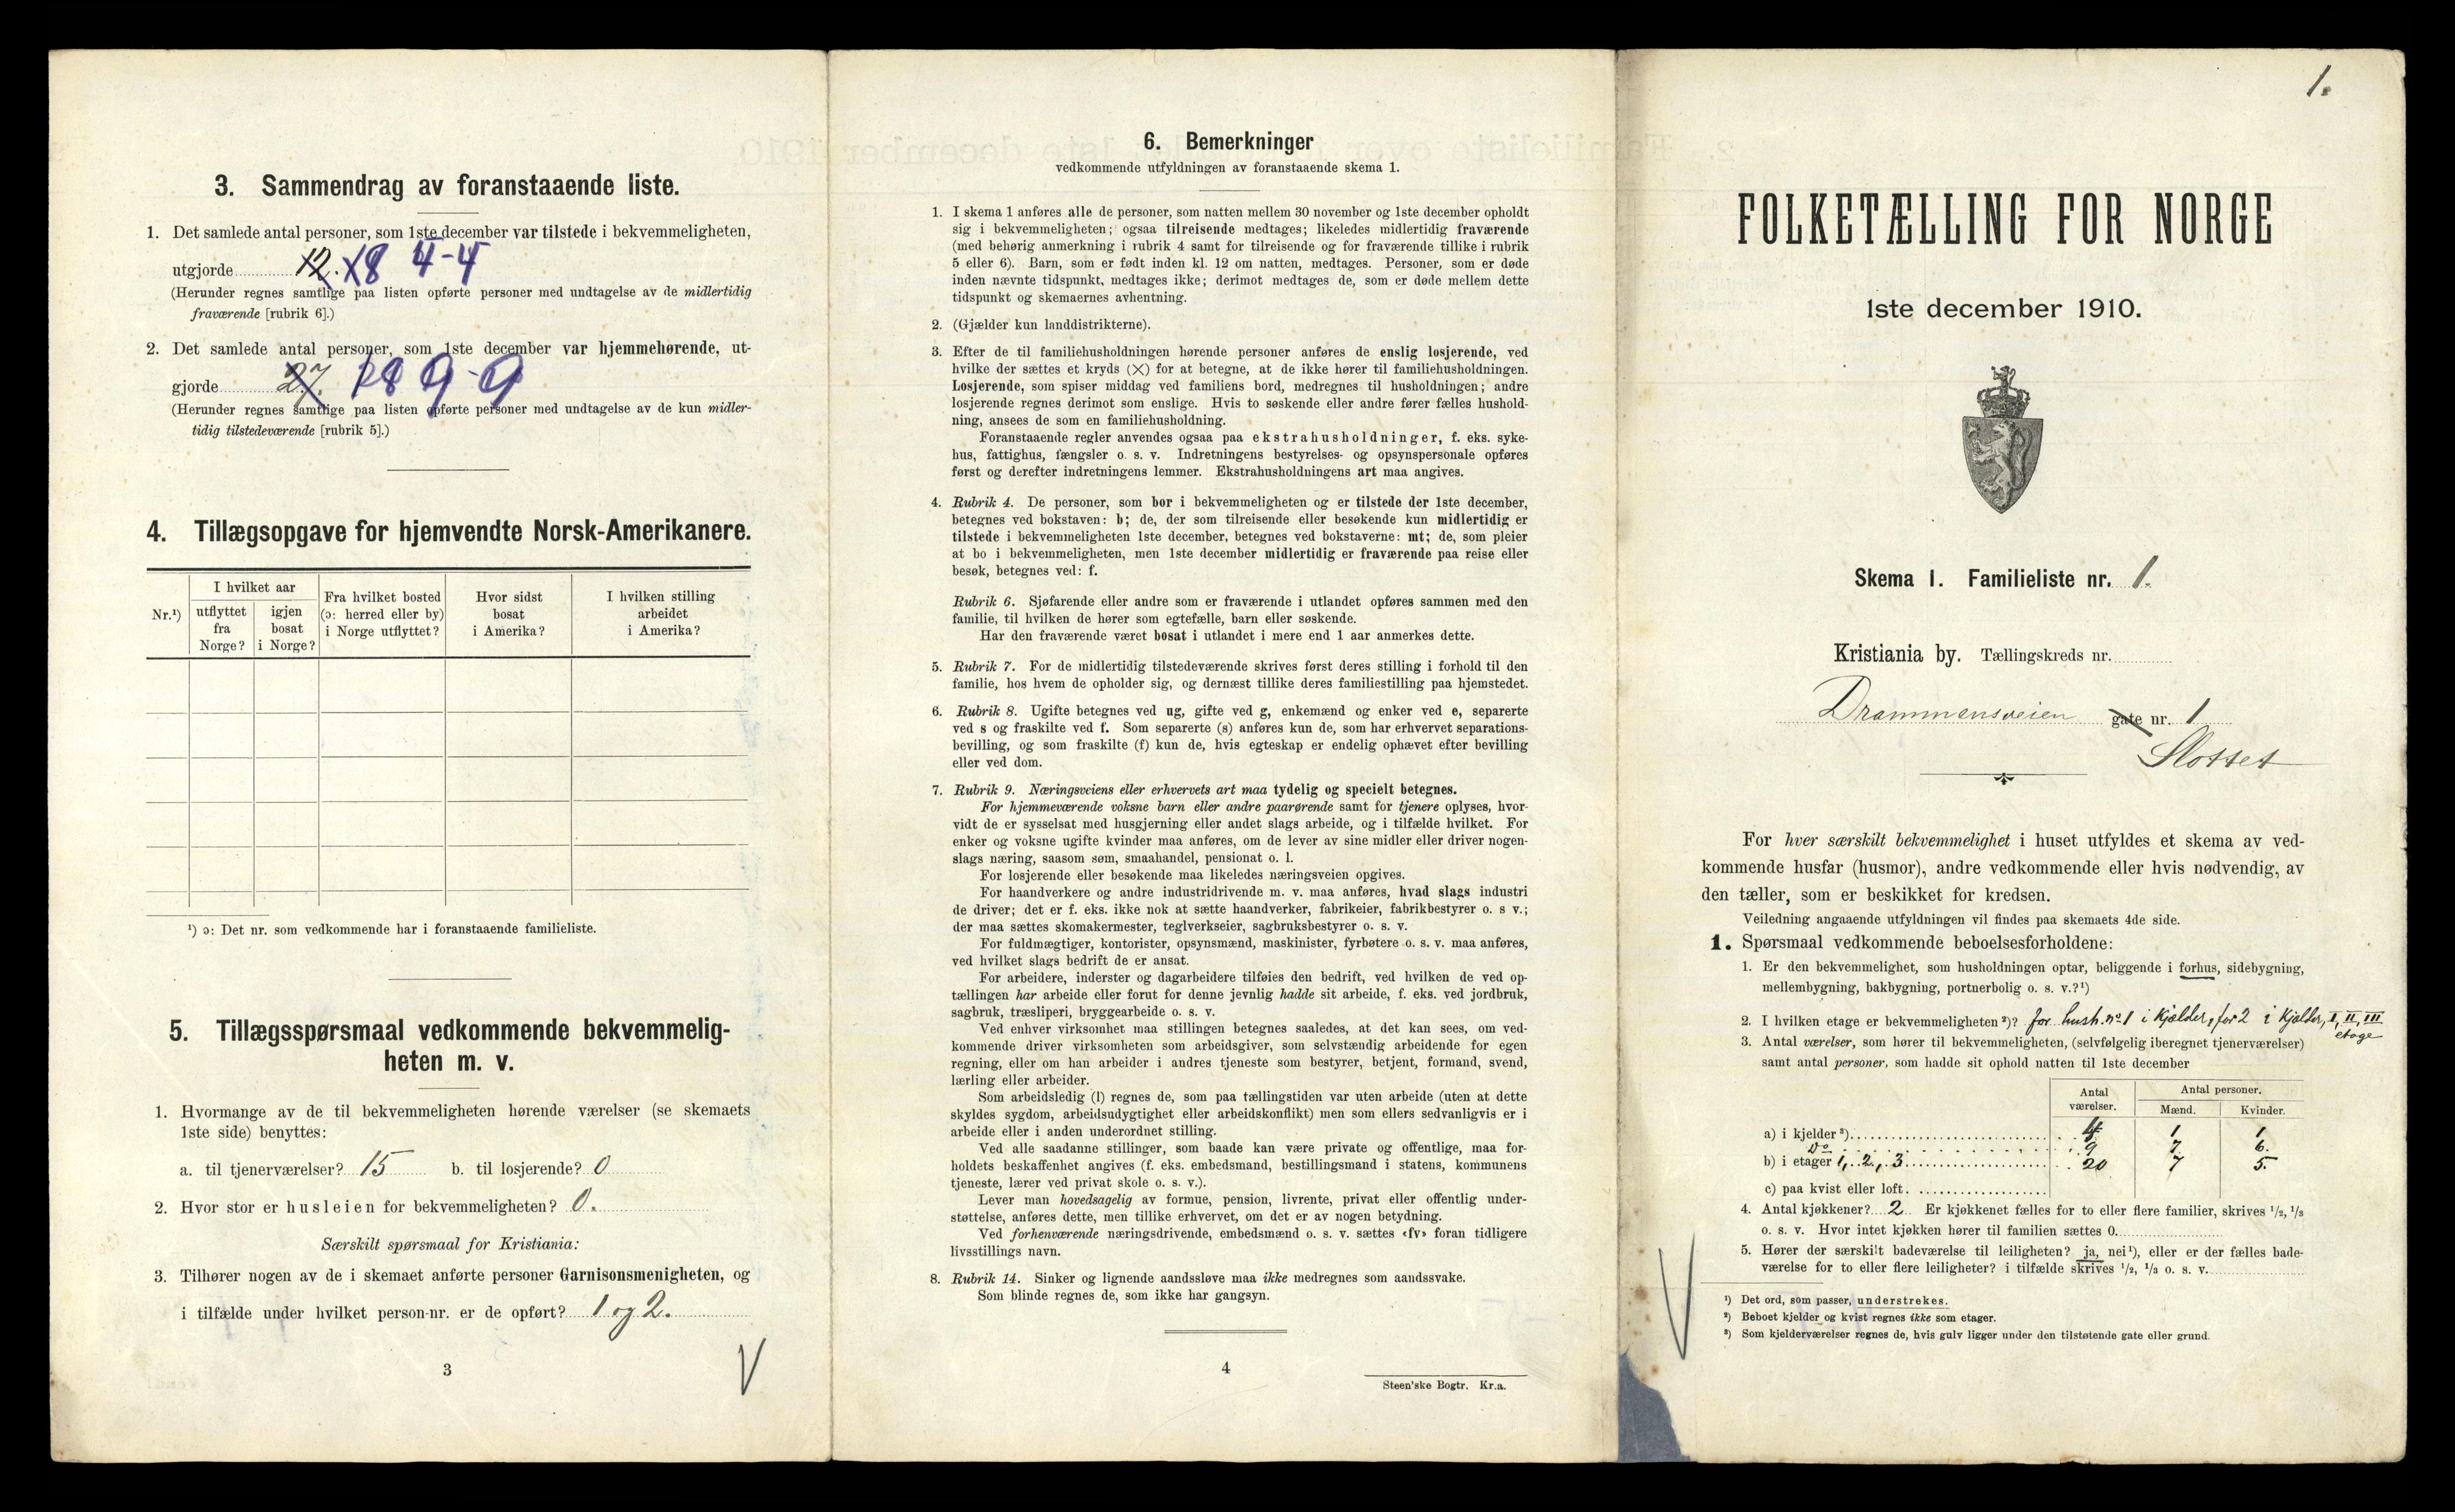 3. Sammendrag av foranstaaende liste.
1. Det samlede antal personer, som 1ste december var tilstede i bekvemmeligheten,
utgjorde 12. 18 4-4
(Herunder regnes samtlige paa listen opførte personer med undtagelse av de midlertidig
fraværende [rubrik 6].)
2. Det samlede antal personer, som 1ste december var hjemmehørende, ut-
gjorde 27. 9-9
(Herunder regnes samtlige paa listen opførte personer med undtagelse av de kun midler-
tidig tilstedeværende [rubrik 5].)
4. Tillægsopgave for hjemvendte Norsk-Amerikanere.
Nr.¹)
I hvilket aar
utflyttet
fra
Norge?
igjen
bosat
i Norge?
Fra hvilket bosted
(ɔ: herred eller by)
i Norge utflyttet?
Hvor sidst
bosat
i Amerika?
I hvilken stilling
arbeidet
i Amerika?
¹) ɔ: Det nr. som vedkommende har i foranstaaende familieliste.
5. Tillægsspørsmaal vedkommende bekvemmelig-
heten m. v.
1. Hvormange av de til bekvemmeligheten hørende værelser (se skemaets
1ste side) benyttes:
a. til tjenerværelser? 15 b. til losjerende? 0
2. Hvor stor er husleien for bekvemmeligheten? 0.
Særskilt spørsmaal for Kristiania:
3. Tilhører nogen av de i skemaet anførte personer Garnisonsmenigheten, og
i tilfælde under hvilket person-nr. er de opført? 1 og 2.
3
6. Bemerkninger
vedkommende utfyldningen av foranstaaende skema 1.
1. I skema 1 anføres alle de personer, som natten mellem 30 november og 1ste december opholdt
sig i bekvemmeligheten; ogsaa tilreisende medtages; likeledes midlertidig fraværende
(med behørig anmerkning i rubrik 4 samt for tilreisende og for fraværende tillike i rubrik
5 eller 6). Barn, som er født inden kl. 12 om natten, medtages. Personer, som er døde
inden nævnte tidspunkt, medtages ikke; derimot medtages de, som er døde mellem dette
tidspunkt og skemaernes avhentning.
2. (Gjælder kun landdistrikterne).
3. Efter de til familiehusholdningen hørende personer anføres de enslig losjerende, ved
hvilke der sættes et kryds (×) for at betegne, at de ikke hører til familiehusholdningen.
Losjerende, som spiser middag ved familiens bord, medregnes til husholdningen; andre
losjerende regnes derimot som enslige. Hvis to søskende eller andre fører fælles hushold-
ning, ansees de som en familiehusholdning.
Foranstaaende regler anvendes ogsaa paa ekstrahusholdninger, f. eks. syke-
hus, fattighus, fængsler o. s. v. Indretningens bestyrelses- og opsynspersonale opføres
først og derefter indretningens lemmer. Ekstrahusholdningens art maa angives.
4. Rubrik 4. De personer, som bor i bekvemmeligheten og er tilstede der 1ste december,
betegnes ved bokstaven: b; de, der som tilreisende eller besøkende kun midlertidig er
tilstede i bekvemmeligheten 1ste december, betegnes ved bokstaverne: mt; de, som pleier
at bo i bekvemmeligheten, men 1ste december midlertidig er fraværende paa reise eller
besøk, betegnes ved: f.
Rubrik 6. Sjøfarende eller andre som er fraværende i utlandet opføres sammen med den
familie, til hvilken de hører som egtefælle, barn eller søskende.
Har den fraværende været bosat i utlandet i mere end 1 aar anmerkes dette.
5. Rubrik 7. For de midlertidig tilstedeværende skrives først deres stilling i forhold til den
familie, hos hvem de opholder sig, og dernæst tillike deres familiestilling paa hjemstedet.
6. Rubrik 8. Ugifte betegnes ved ug, gifte ved g, enkemænd og enker ved e, separerte
ved s og fraskilte ved f. Som separerte (s) anføres kun de, som har erhvervet separations-
bevilling, og som fraskilte (f) kun de, hvis egteskap er endelig ophævet efter bevilling
eller ved dom.
7. Rubrik 9. Næringsveiens eller erhvervets art maa tydelig og specielt betegnes.
For hjemmeværende voksne barn eller andre paarørende samt for tjenere oplyses, hvor-
vidt de er sysselsat med husgjerning eller andet slags arbeide, og i tilfælde hvilket. For
enker og voksne ugifte kvinder maa anføres, om de lever av sine midler eller driver nogen-
slags næring, saasom søm, smaahandel, pensionat o. l.
For losjerende eller besøkende maa likeledes næringsveien opgives.
For haandverkere og andre industridrivende m. v. maa anføres, hvad slags industri
de driver; det er f. eks. ikke nok at sætte haandverker, fabrikeier, fabrikbestyrer o. s v.;
der maa sættes skomakermester, teglverkseier, sagbruksbestyrer o. s. v.
For fuldmægtiger, kontorister, opsynsmænd, maskinister, fyrbøtere o. s. v. maa anføres,
ved hvilket slags bedrift de er ansat.
For arbeidere, inderster og dagarbeidere tilføies den bedrift, ved hvilken de ved op-
tællingen har arbeide eller forut for denne jevnlig hadde sit arbeide, f. eks. ved jordbruk,
sagbruk, træsliperi, bryggearbeide o. s. v.
Ved enhver virksomhet maa stillingen betegnes saaledes, at det kan sees, om ved-
kommende driver virksomheten som arbeidsgiver, som selvstændig arbeidende for egen
regning, eller om han arbeider i andres tjeneste som bestyrer, betjent, formand, svend,
lærling eller arbeider.
Som arbeidsledig (l) regnes de, som paa tællingstiden var uten arbeide (uten at dette
skyldes sygdom, arbeidsudygtighet eller arbeidskonflikt) men som ellers sedvanligvis er i
arbeide eller i anden underordnet stilling.
Ved alle saadanne stillinger, som baade kan være private og offentlige, maa for-
holdets beskaffenhet angives (f. eks. embedsmand, bestillingsmand i statens, kommunens
tjeneste, lærer ved privat skole o. s. v.).
Lever man hovedsagelig av formue, pension, livrente, privat eller offentlig under-
støttelse, anføres dette, men tillike erhvervet, om det er av nogen betydning.
Ved forhenværende næringsdrivende, embedsmænd o. s. v. sættes «fv» foran tidligere
livsstillings navn.
8. Rubrik 14. Sinker og lignende aandssløve maa ikke medregnes som aandssvake.
Som blinde regnes de, som ikke har gangsyn.
4
Steen'ske Bogtr. Kr.a.
1.
FOLKETÆLLING FOR NORGE
1ste december 1910.
Skema 1. Familieliste nr. 1.
Kristiania by. Tællingskreds nr.
Drammensveien gate nr. 1
Slottet
For hver særskilt bekvemmelighet i huset utfyldes et skema av ved-
kommende husfar (husmor), andre vedkommende eller hvis nødvendig, av
den tæller, som er beskikket for kredsen.
Veiledning angaaende utfyldningen vil findes paa skemaets 4de side.
1. Spørsmaal vedkommende beboelsesforholdene:
1. Er den bekvemmelighet, som husholdningen optar, beliggende i forhus, sidebygning,
mellembygning, bakbygning, portnerbolig o. s. v.?¹)
2. I hvilken etage er bekvemmeligheten²)? for hush. no 1 i Kjelder, for 2 i Kjelder, I, II, III
etage
3. Antal værelser, som hører til bekvemmeligheten, (selvfølgelig iberegnet tjenerværelser)
samt antal personer, som hadde sit ophold natten til 1ste december
Antal
værelser.
Antal personer.
Mænd. Kvinder.
a) i kjelder³) 4 1 1
Do 9 7. 6.
b) i etager 1, 2, 3 20 7 5.
c) paa kvist eller loft.
4. Antal kjøkkener? 2 Er kjøkkenet fælles for to eller flere familier, skrives ¹/₂, ¹/₃
o. s. v. Hvor intet kjøkken hører til familien sættes 0.
5. Hører der særskilt badeværelse til leiligheten? ja, nei¹), eller er der fælles bade-
værelse for to eller flere leiligheter? i tilfælde skrives ¹/₂, ¹/₃ o. s. v.
¹) Det ord, som passer, understrekes.
²) Beboet kjelder og kvist regnes ikke som etager.
³) Som kjelderværelser regnes de, hvis gulv ligger under den tilstøtende gate eller grund.